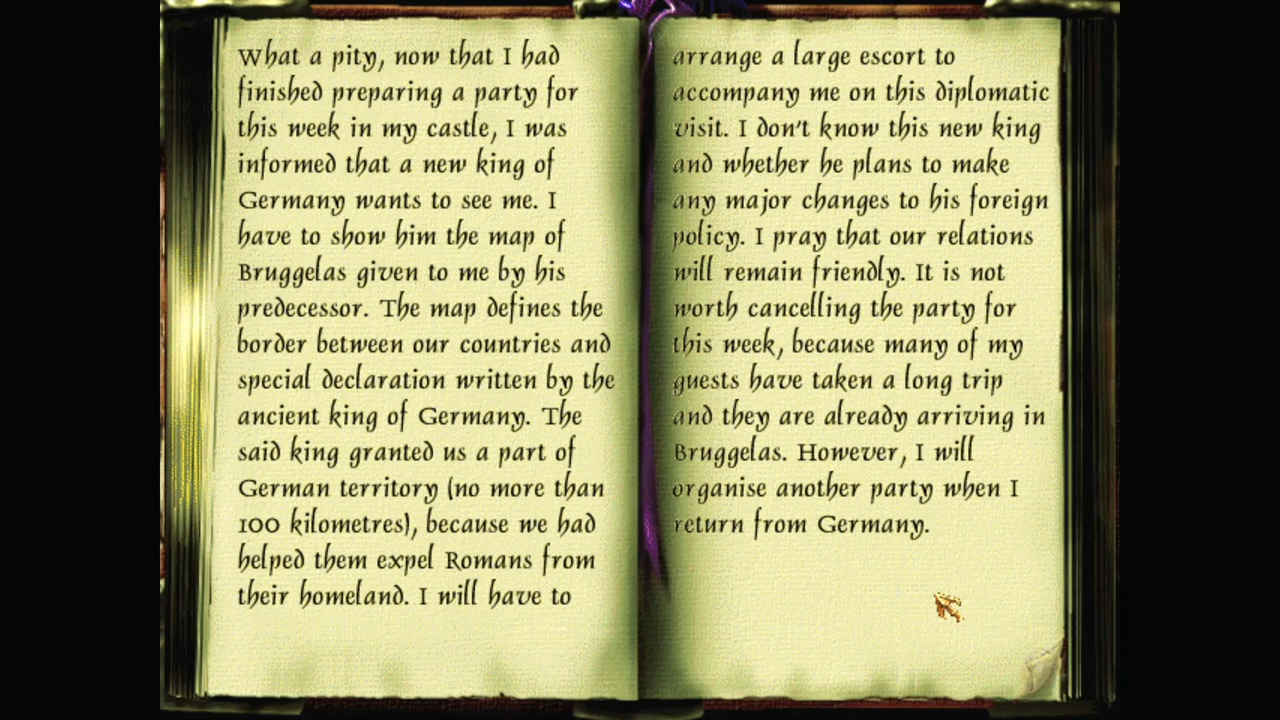 What a pity, now that I had
finished preparing a party for
this week in my castle, I was
informed that a new king of
Germany wants to see me. I
have to show him the map of
Bruggelas given to me by his
predecessor. The map defines the
border between our countries and
special declaration written by the
ancient king of Germany. The
said king granted us a part of
German territory (no more than
100 kilometres), because we had
helped them expel Romans from
their homeland. I will have to
arrange a large escort to
accompany me on this diplomatic
visit. I don't know this new king
and whether he plans to make
any major changes to his foreign
policy. I pray that our relations
will remain friendly. It is not
worth cancelling the party for
this week, because many of my
guests have taken a long trip
and they are already arriving in
Bruggelas. However, I will
organise another party when I
return from Germany.